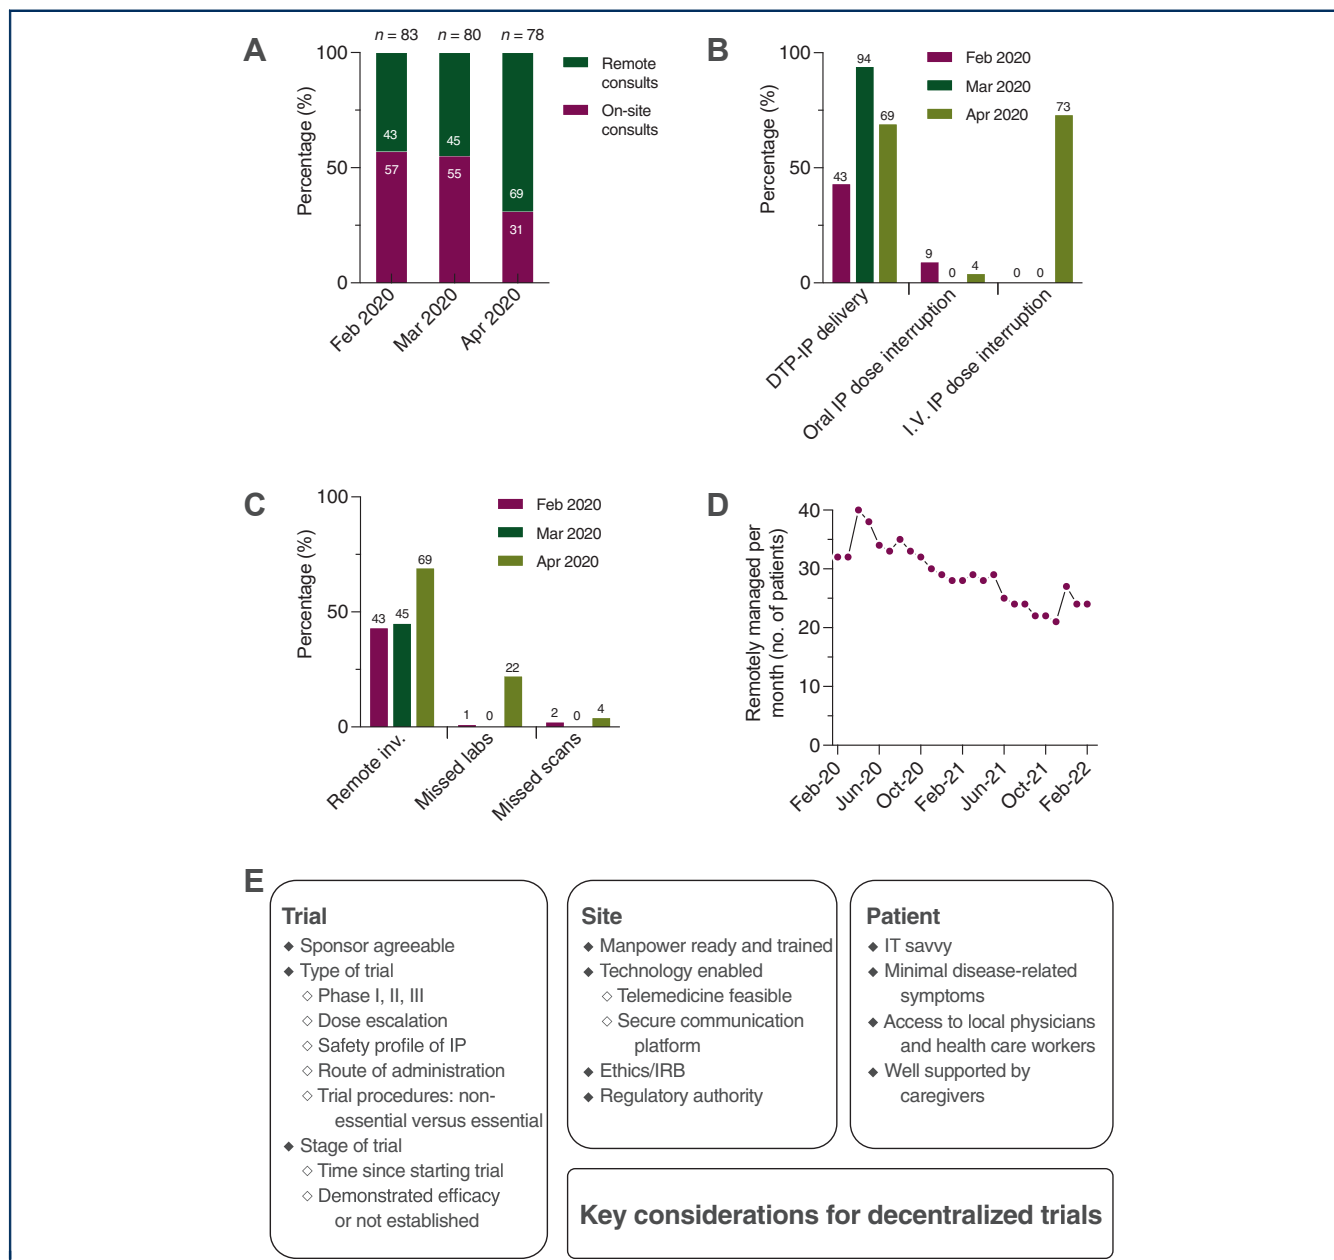 A
n = 83 n = 80 n = 78
100
50
0
Percentage (%)
43
57
45
55
69
31
Feb 2020
Mar 2020
Apr 2020
Remote
consults
On-site
consults
B
100
50
0
Percentage (%)
43
94
69
9
0
4
0
0
73
DTP-IP delivery
Oral IP dose interruption
I.V. IP dose interruption
Feb 2020
Mar 2020
Apr 2020
C
100
50
0
Percentage (%)
43
45
69
1
0
22
2
0
4
Remote inv.
Missed labs
Missed scans
Feb 2020
Mar 2020
Apr 2020
D
40
30
20
10
0
Remotely managed per
month (no. of patients)
Feb-20
Jun-20
Oct-20
Feb-21
Jun-21
Oct-21
Feb-22
E
Trial
◆ Sponsor agreeable
◆ Type of trial
◇ Phase I, II, III
◇ Dose escalation
◇ Safety profile of IP
◇ Route of administration
◇ Trial procedures: non-
essential versus essential
◆ Stage of trial
◇ Time since starting trial
◇ Demonstrated efficacy
or not established
Site
◆ Manpower ready and trained
◆ Technology enabled
◇ Telemedicine feasible
◇ Secure communication
platform
◆ Ethics/IRB
◆ Regulatory authority
Patient
◆ IT savvy
◆ Minimal disease-related
symptoms
◆ Access to local physicians
and health care workers
◆ Well supported by
caregivers
Key considerations for decentralized trials